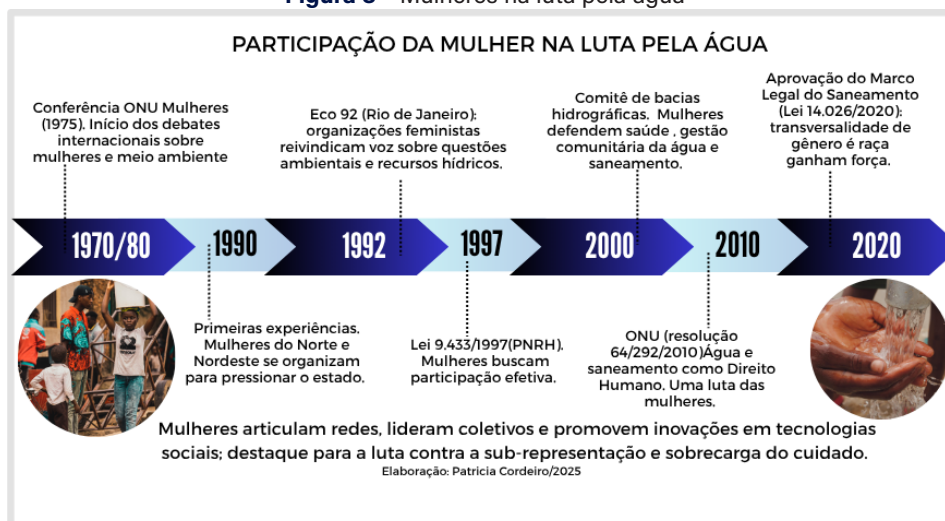 Mulheres na luta pela água
PARTICIPAÇÃO DA MULHER NA LUTA PELA ÁGUA
Conferência ONU Mulheres
(1975). Início dos debates
internacionais sobre
mulheres e meio ambiente
Eco 92 (Rio de Janeiro):
organizações feministas
reivindicam voz sobre questões
ambientais e recursos hídricos.
Comitê de bacias
hidrográficas. Mulheres
defendem saúde , gestão
comunitária da água e
saneamento.
Aprovação do Marco
Legal do Saneamento
(Lei 14.026/2020):
transversalidade de
gênero é raça
ganham força.
1970/80
1990
1992
1997
2000
2010
2020
Primeiras experiências.
Mulheres do Norte e
Nordeste se organizam
para pressionar o estado.
Lei 9.433/1997(PNRH).
Mulheres buscam
participação efetiva.
ONU (resolução
64/292/2010)Água e
saneamento como Direito
Humano. Uma luta das
mulheres.
Mulheres articulam redes, lideram coletivos e promovem inovações em tecnologias
sociais; destaque para a luta contra a sub-representação e sobrecarga do cuidado.
Elaboração: Patricia Cordeiro/2025